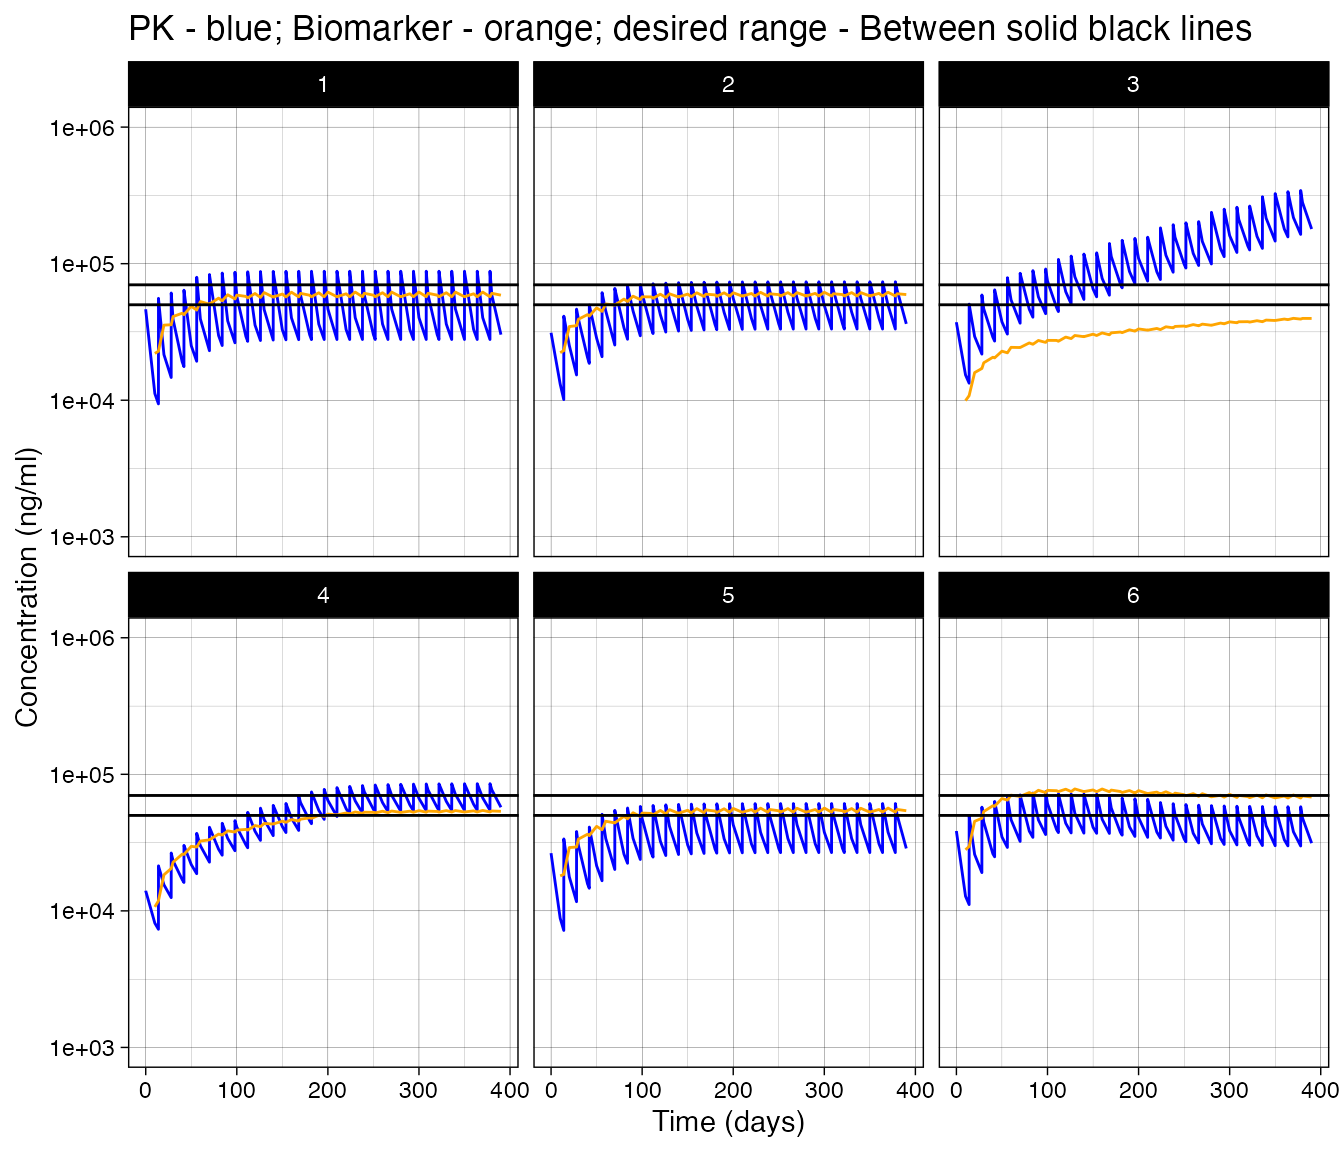 PK - blue; Biomarker - orange; desired range - Between solid black lines
1 2 3
1e+06
1e+05
1e+04
1e+03
4 5 6
1e+06
1e+05
1e+04
1e+03
Concentration (ng/ml)
0 100 200 300 400 0 100 200 300 400 0 100 200 300 400
Time (days)